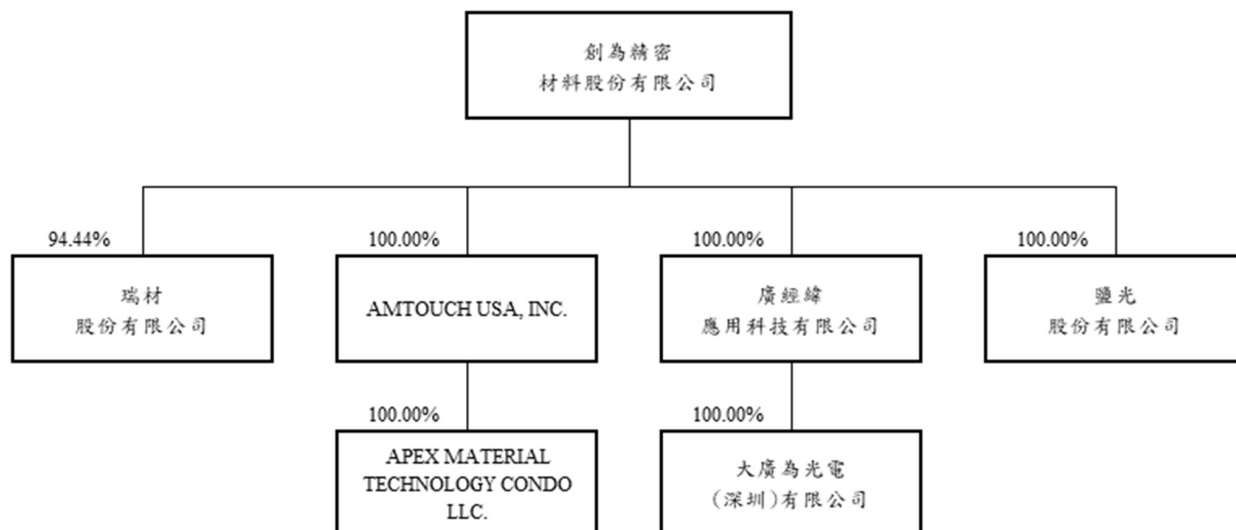 創為精密
材料股份有限公司
94.44%
100.00%
100.00%
100.00%
瑞材
股份有限公司
AMTOUCH USA, INC.
廣經緯
應用科技有限公司
鹽光
股份有限公司
100.00%
100.00%
APEX MATERIAL
TECHNOLOGY CONDO
LLC.
大廣為光電
(深圳)有限公司